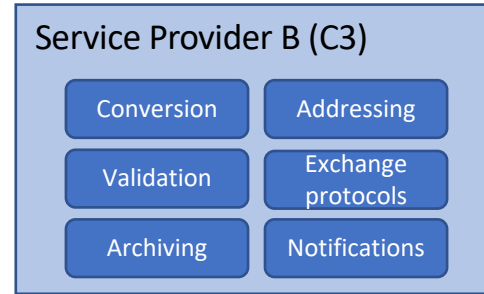 Service Provider B (C3)
Conversion
Addressing
Validation
Exchange
protocols
Archiving
Notifications